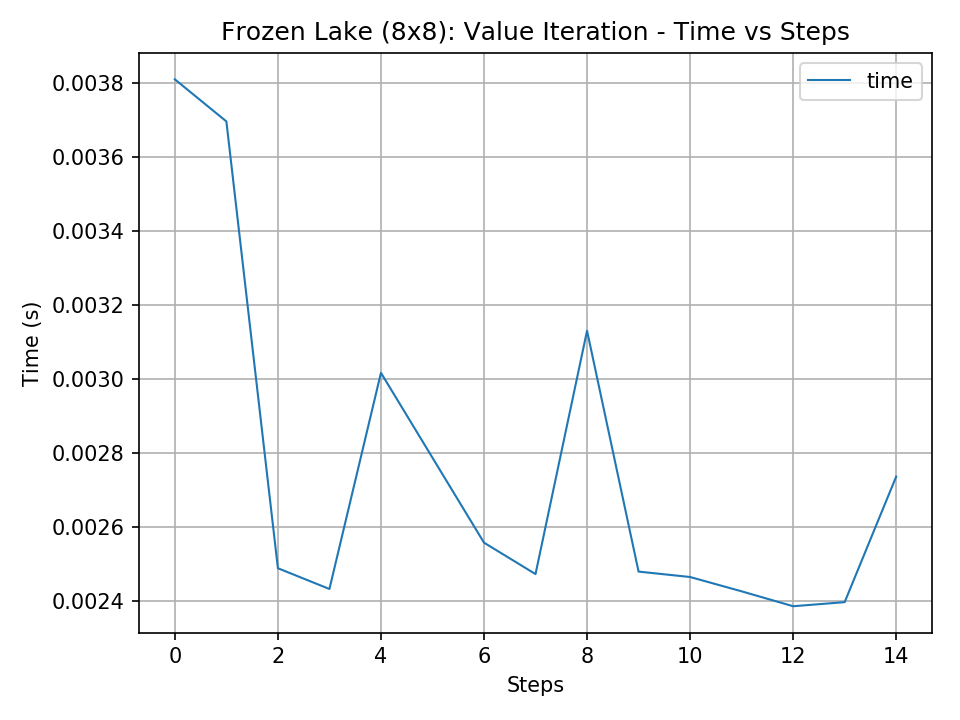 Frozen Lake (8x8): Value Iteration - Time vs Steps
time
0.0038
0.0036
0.0034
0.0032
0.0030
0.0028
0.0026
0.0024
Time (s)
0 2 4 6 8 10 12 14
Steps